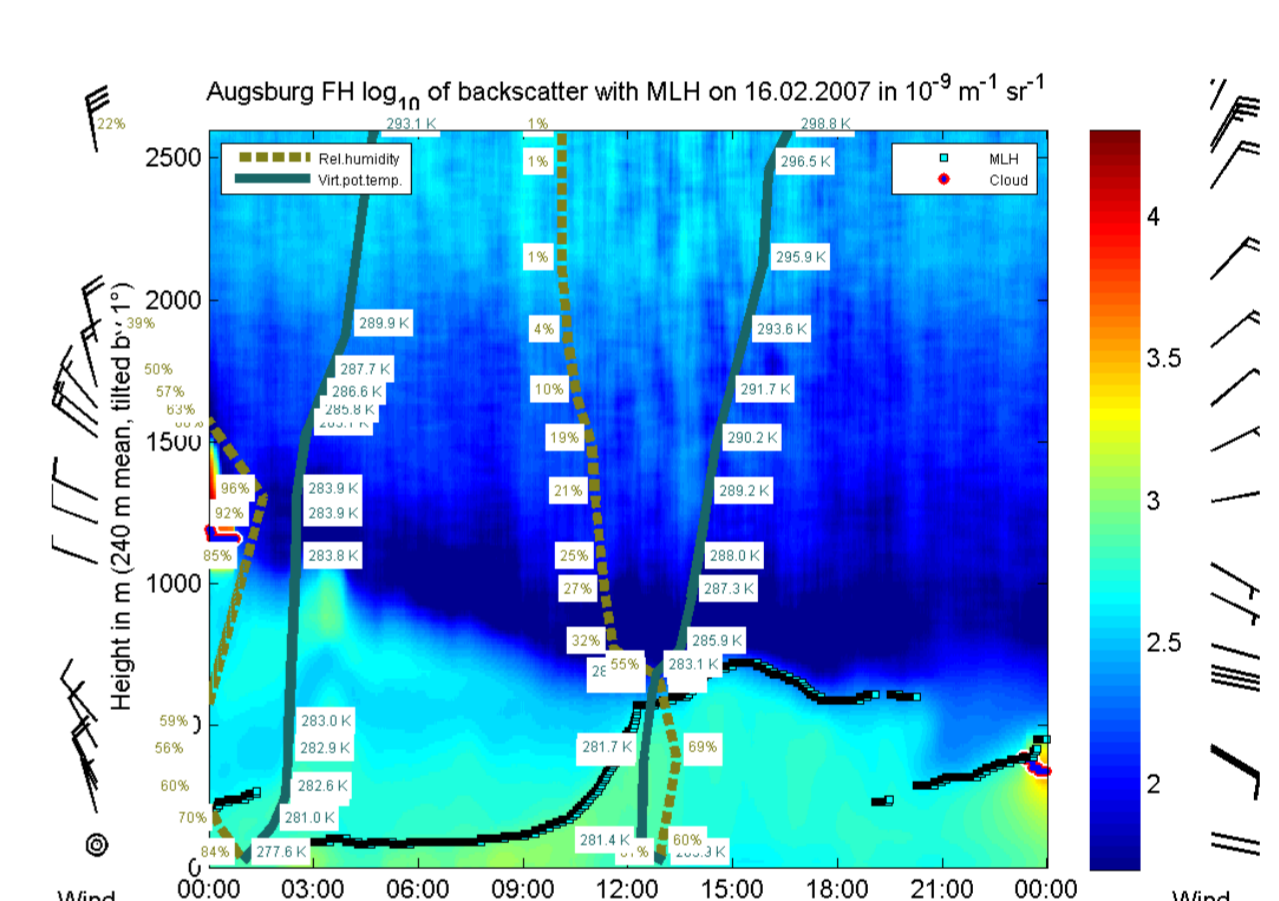 Augsburg FH log10 of backscatter with MLH on 16.02.2007 in 10-9 m-1 sr-1
22%
293.1 K
1%
298.8 K
Rel.humidity
Virt.pot.temp.
MLH
Cloud
2500
1%
296.5 K
4
1%
295.9 K
2000
39%
289.9 K
4%
293.6 K
3.5
50%
287.7 K
57%
286.6 K
10%
291.7 K
63%
285.8 K
1500
19%
290.2 K
96%
283.9 K
21%
289.2 K
3
92%
283.9 K
85%
283.8 K
25%
288.0 K
1000
27%
287.3 K
32%
285.9 K
2.5
55%
283.1 K
59%
283.0 K
56%
282.9 K
281.7 K
69%
60%
282.6 K
2
70%
281.0 K
281.4 K
60%
84%
277.6 K
0
00:00 03:00 06:00 09:00 12:00 15:00 18:00 21:00 00:00
Height in m (240 m mean, tilted by 1°)
Wind
Wind